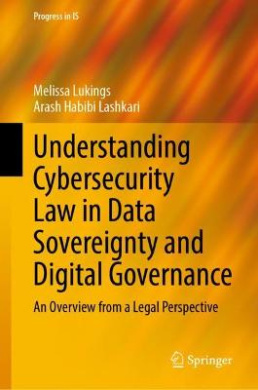 Progress in IS
Melissa Lukings
Arash Habibi Lashkari
Understanding
Cybersecurity
Law in Data
Sovereignty and
Digital Governance
An Overview from a Legal Perspective
Springer